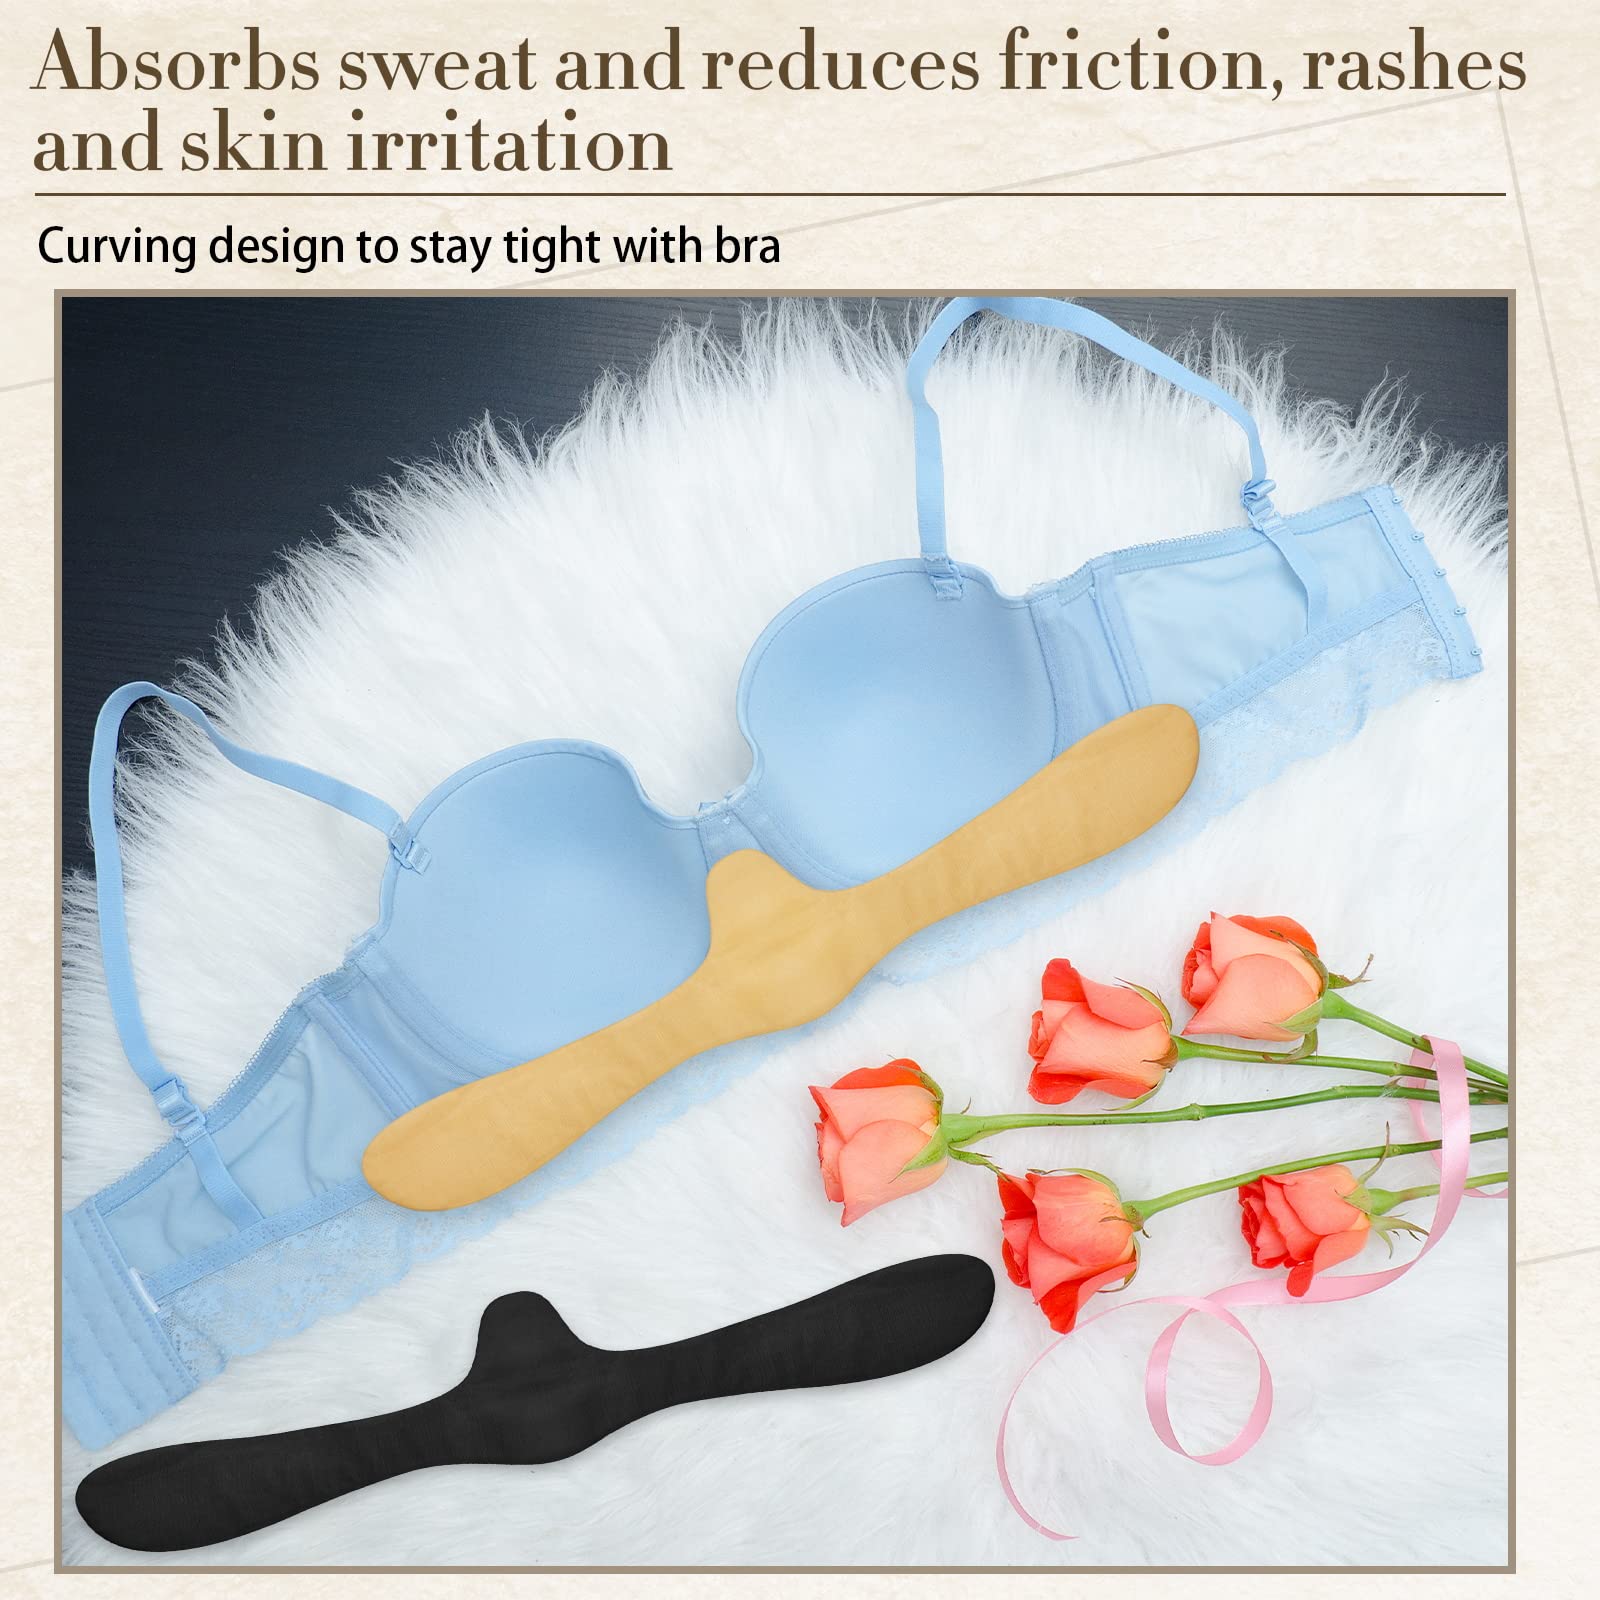 Absorbs sweat and reduces friction, rashes
and skin irritation
Curving design to stay tight with bra